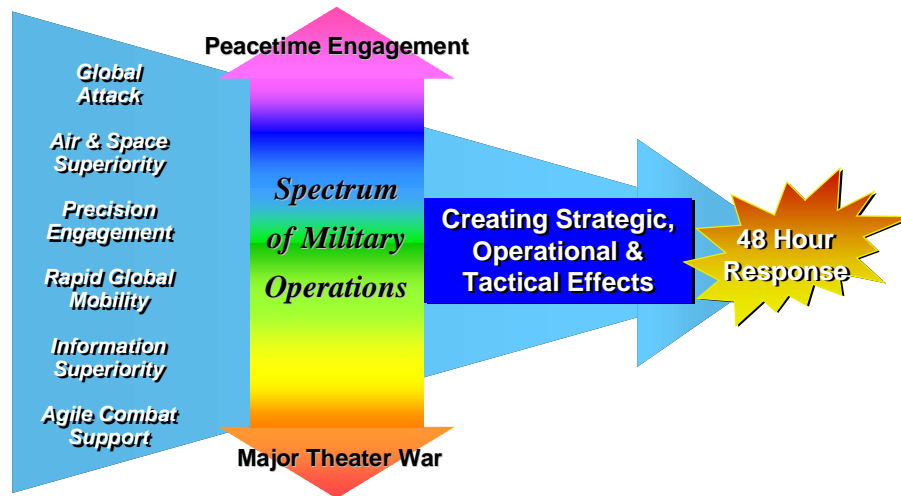 Peacetime Engagement
Global
Attack
Air & Space
Superiority
Precision
Engagement
Rapid Global
Mobility
Information
Superiority
Agile Combat
Support
Spectrum
of Military
Operations
Creating Strategic,
Operational &
Tactical Effects
48 Hour
Response
Major Theater War